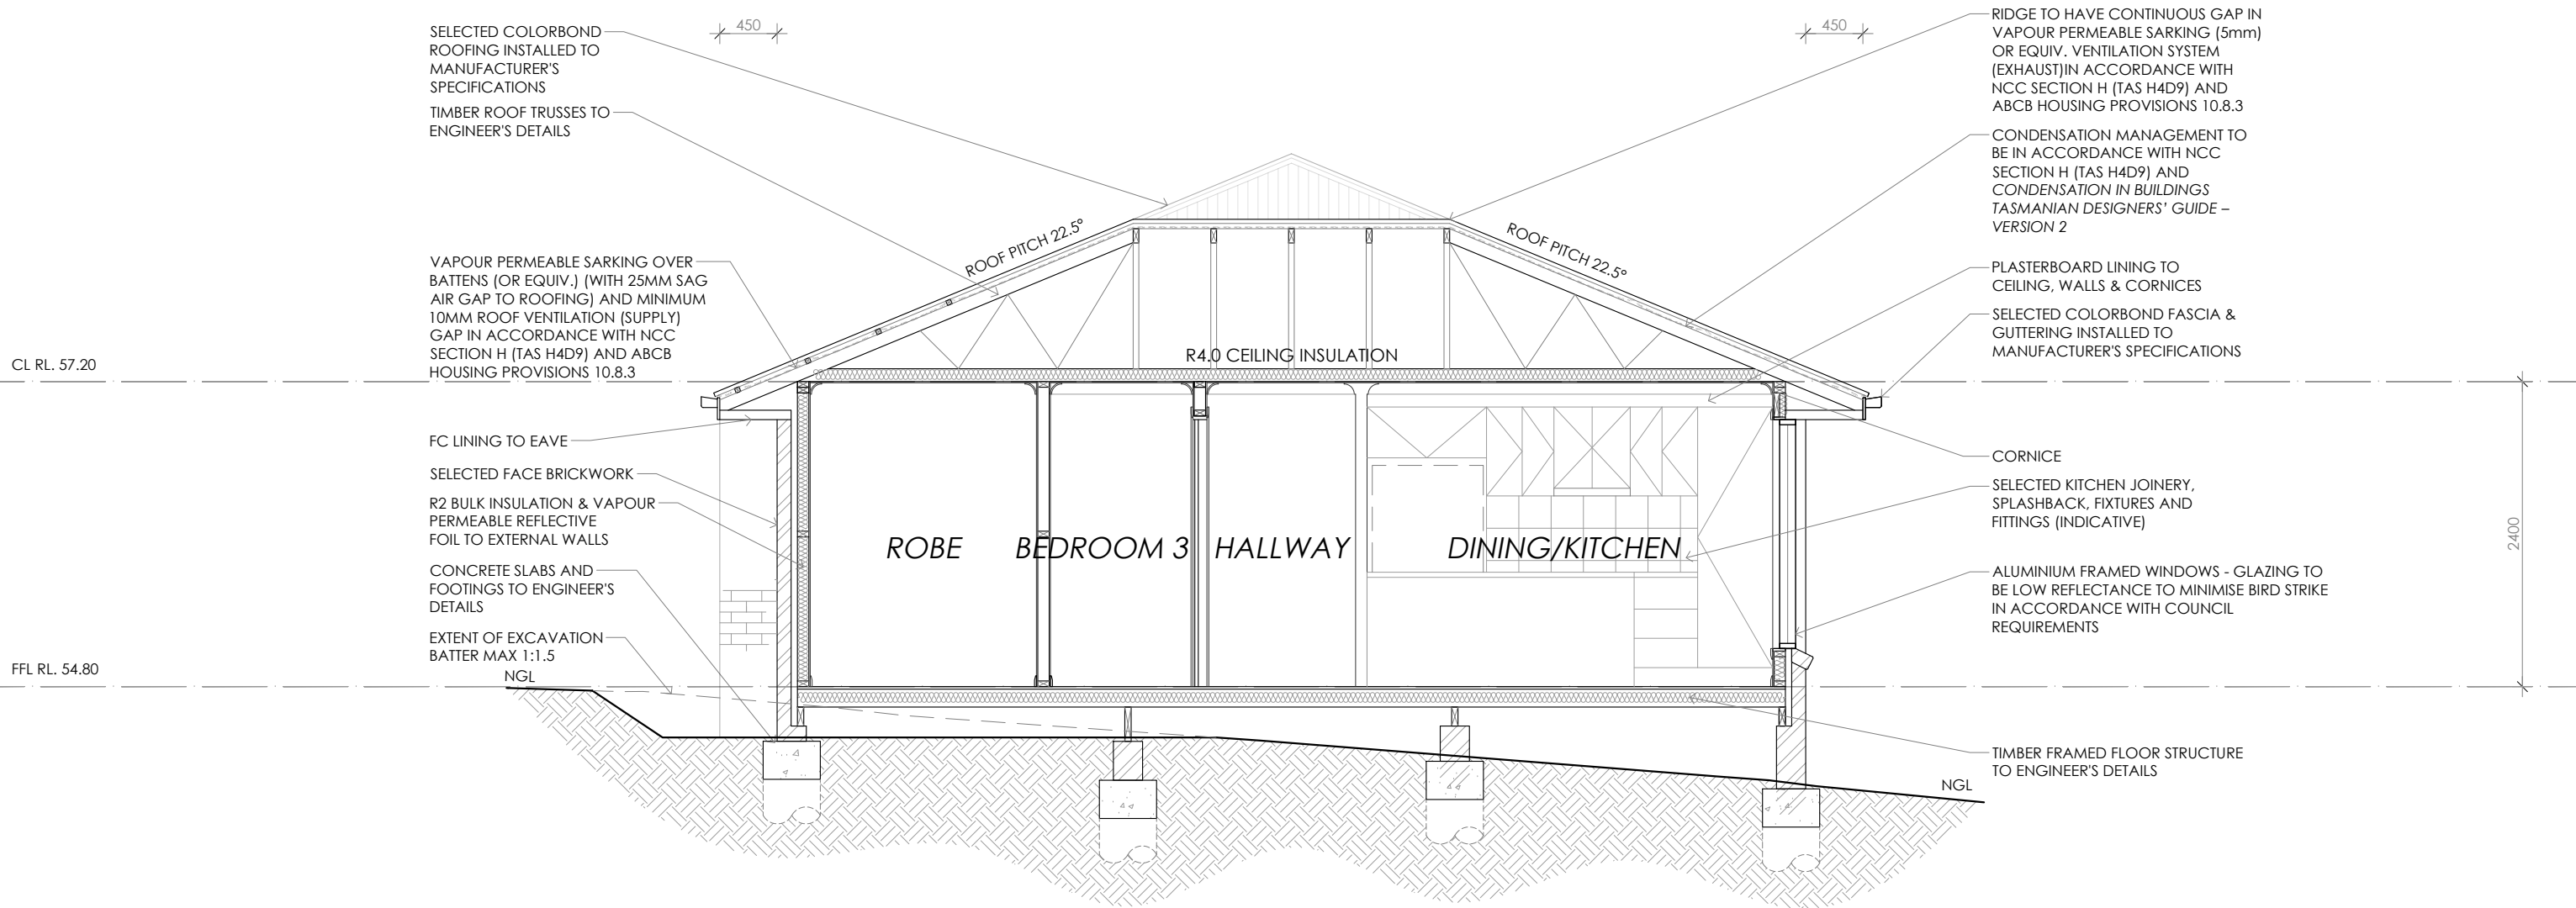 450
SELECTED COLORBOND
ROOFING INSTALLED TO
MANUFACTURER'S
SPECIFICATIONS
TIMBER ROOF TRUSSES TO
ENGINEER'S DETAILS
VAPOUR PERMEABLE SARKING OVER
BATTENS (OR EQUIV.) (WITH 25MM SAG
AIR GAP TO ROOFING) AND MINIMUM
10MM ROOF VENTILATION (SUPPLY)
GAP IN ACCORDANCE WITH NCC
SECTION H (TAS H4D9) AND ABCB
HOUSING PROVISIONS 10.8.3
CL RL. 57.20
FC LINING TO EAVE
SELECTED FACE BRICKWORK
R2 BULK INSULATION & VAPOUR
PERMEABLE REFLECTIVE
FOIL TO EXTERNAL WALLS
CONCRETE SLABS AND
FOOTINGS TO ENGINEER'S
DETAILS
EXTENT OF EXCAVATION
BATTER MAX 1:1.5
FFL RL. 54.80
NGL
ROOF PITCH 22.5°
ROOF PITCH 22.5°
R4.0 CEILING INSULATION
ROBE
BEDROOM 3
HALLWAY
DINING/KITCHEN
450
RIDGE TO HAVE CONTINUOUS GAP IN
VAPOUR PERMEABLE SARKING (5mm)
OR EQUIV. VENTILATION SYSTEM
(EXHAUST)IN ACCORDANCE WITH
NCC SECTION H (TAS H4D9) AND
ABCB HOUSING PROVISIONS 10.8.3
CONDENSATION MANAGEMENT TO
BE IN ACCORDANCE WITH NCC
SECTION H (TAS H4D9) AND
CONDENSATION IN BUILDINGS
TASMANIAN DESIGNERS' GUIDE –
VERSION 2
PLASTERBOARD LINING TO
CEILING, WALLS & CORNICES
SELECTED COLORBOND FASCIA &
GUTTERING INSTALLED TO
MANUFACTURER'S SPECIFICATIONS
CORNICE
SELECTED KITCHEN JOINERY,
SPLASHBACK, FIXTURES AND
FITTINGS (INDICATIVE)
2400
ALUMINIUM FRAMED WINDOWS - GLAZING TO
BE LOW REFLECTANCE TO MINIMISE BIRD STRIKE
IN ACCORDANCE WITH COUNCIL
REQUIREMENTS
TIMBER FRAMED FLOOR STRUCTURE
TO ENGINEER'S DETAILS
NGL